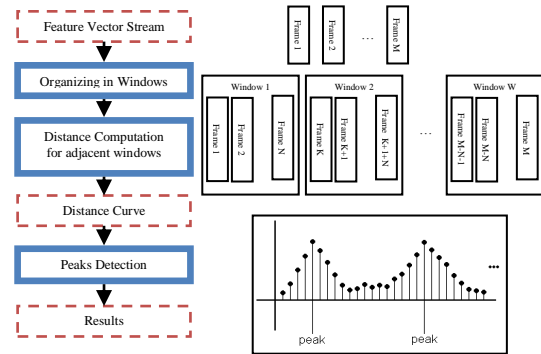 Feature Vector Stream
Organizing in Windows
Distance Computation
for adjacent windows
Distance Curve
Peaks Detection
Results
Frame 1
Frame 2
...
Frame M
Window 1
Frame 1
Frame 2
Frame N
Window 2
Frame K
Frame K+1
Frame K+1+N
...
Window W
Frame M-N-1
Frame M-N
Frame M
...
peak
peak